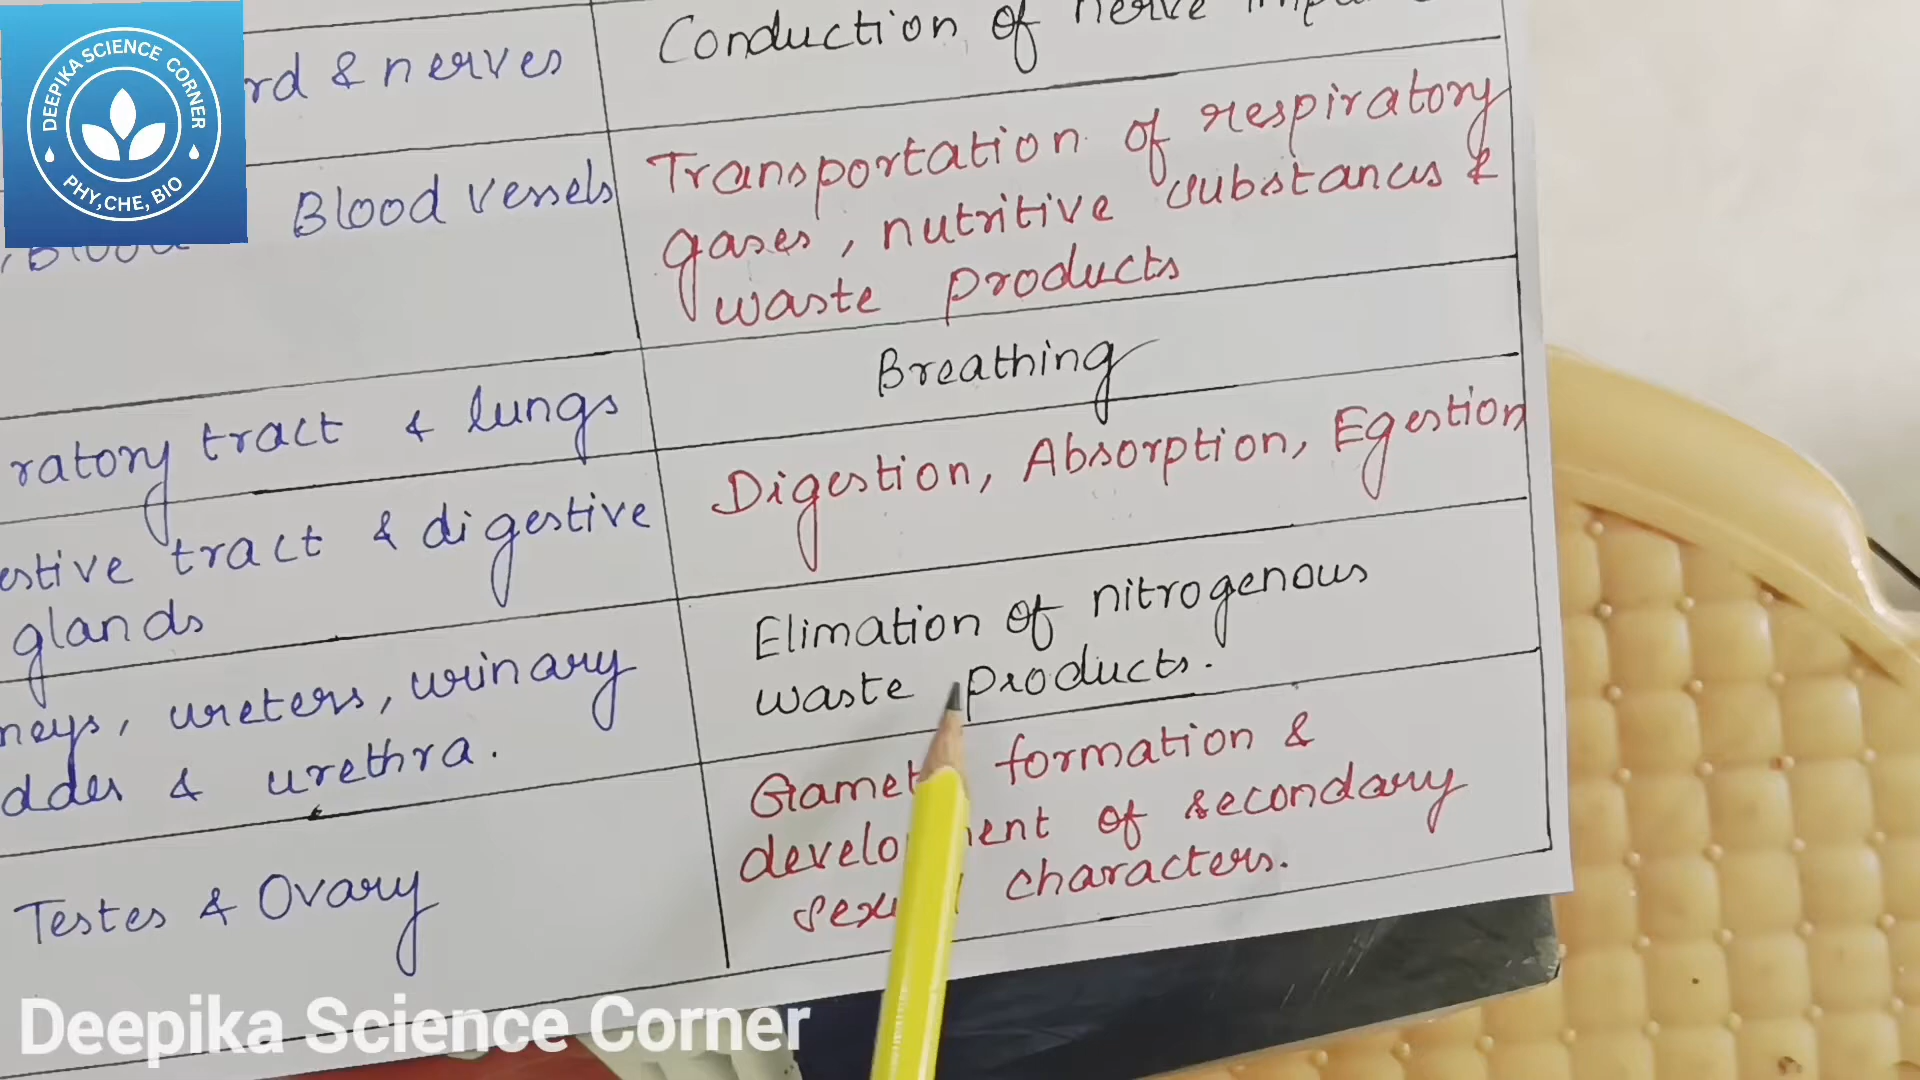 DEEPIKA SCIENCE CORNER
PHY,CHE, BIO
rd & nerves
Conduction of nerve
Blood vessels
Transportation of respiratory
gases, nutritive substances &
waste products
ratory tract & lungs
Breathing
estive tract & digestive
glands
Digestion, Absorption, Egestion
neys, ureters, urinary
dder & urethra.
Elimation of nitrogenous
waste products.
Testes & Ovary
formation &
of secondary
characters.
Deepika Science Corner